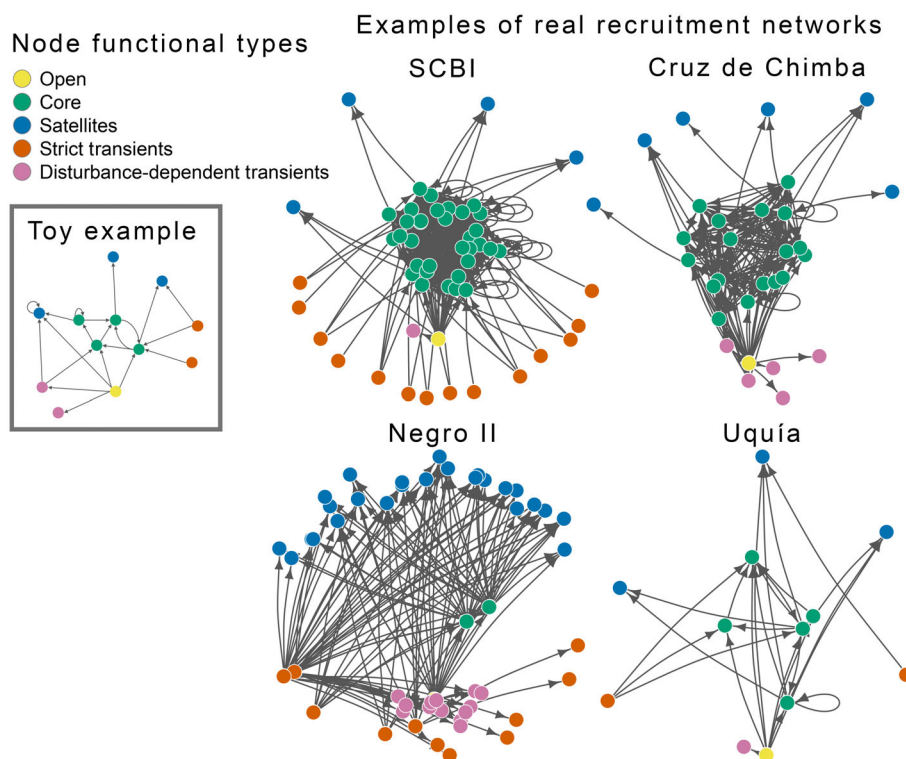 Examples of real recruitment networks
Node functional types
Open
Core
Satellites
Strict transients
Disturbance-dependent transients
Toy example
SCBI
Cruz de Chimba
Negro II
Uquía